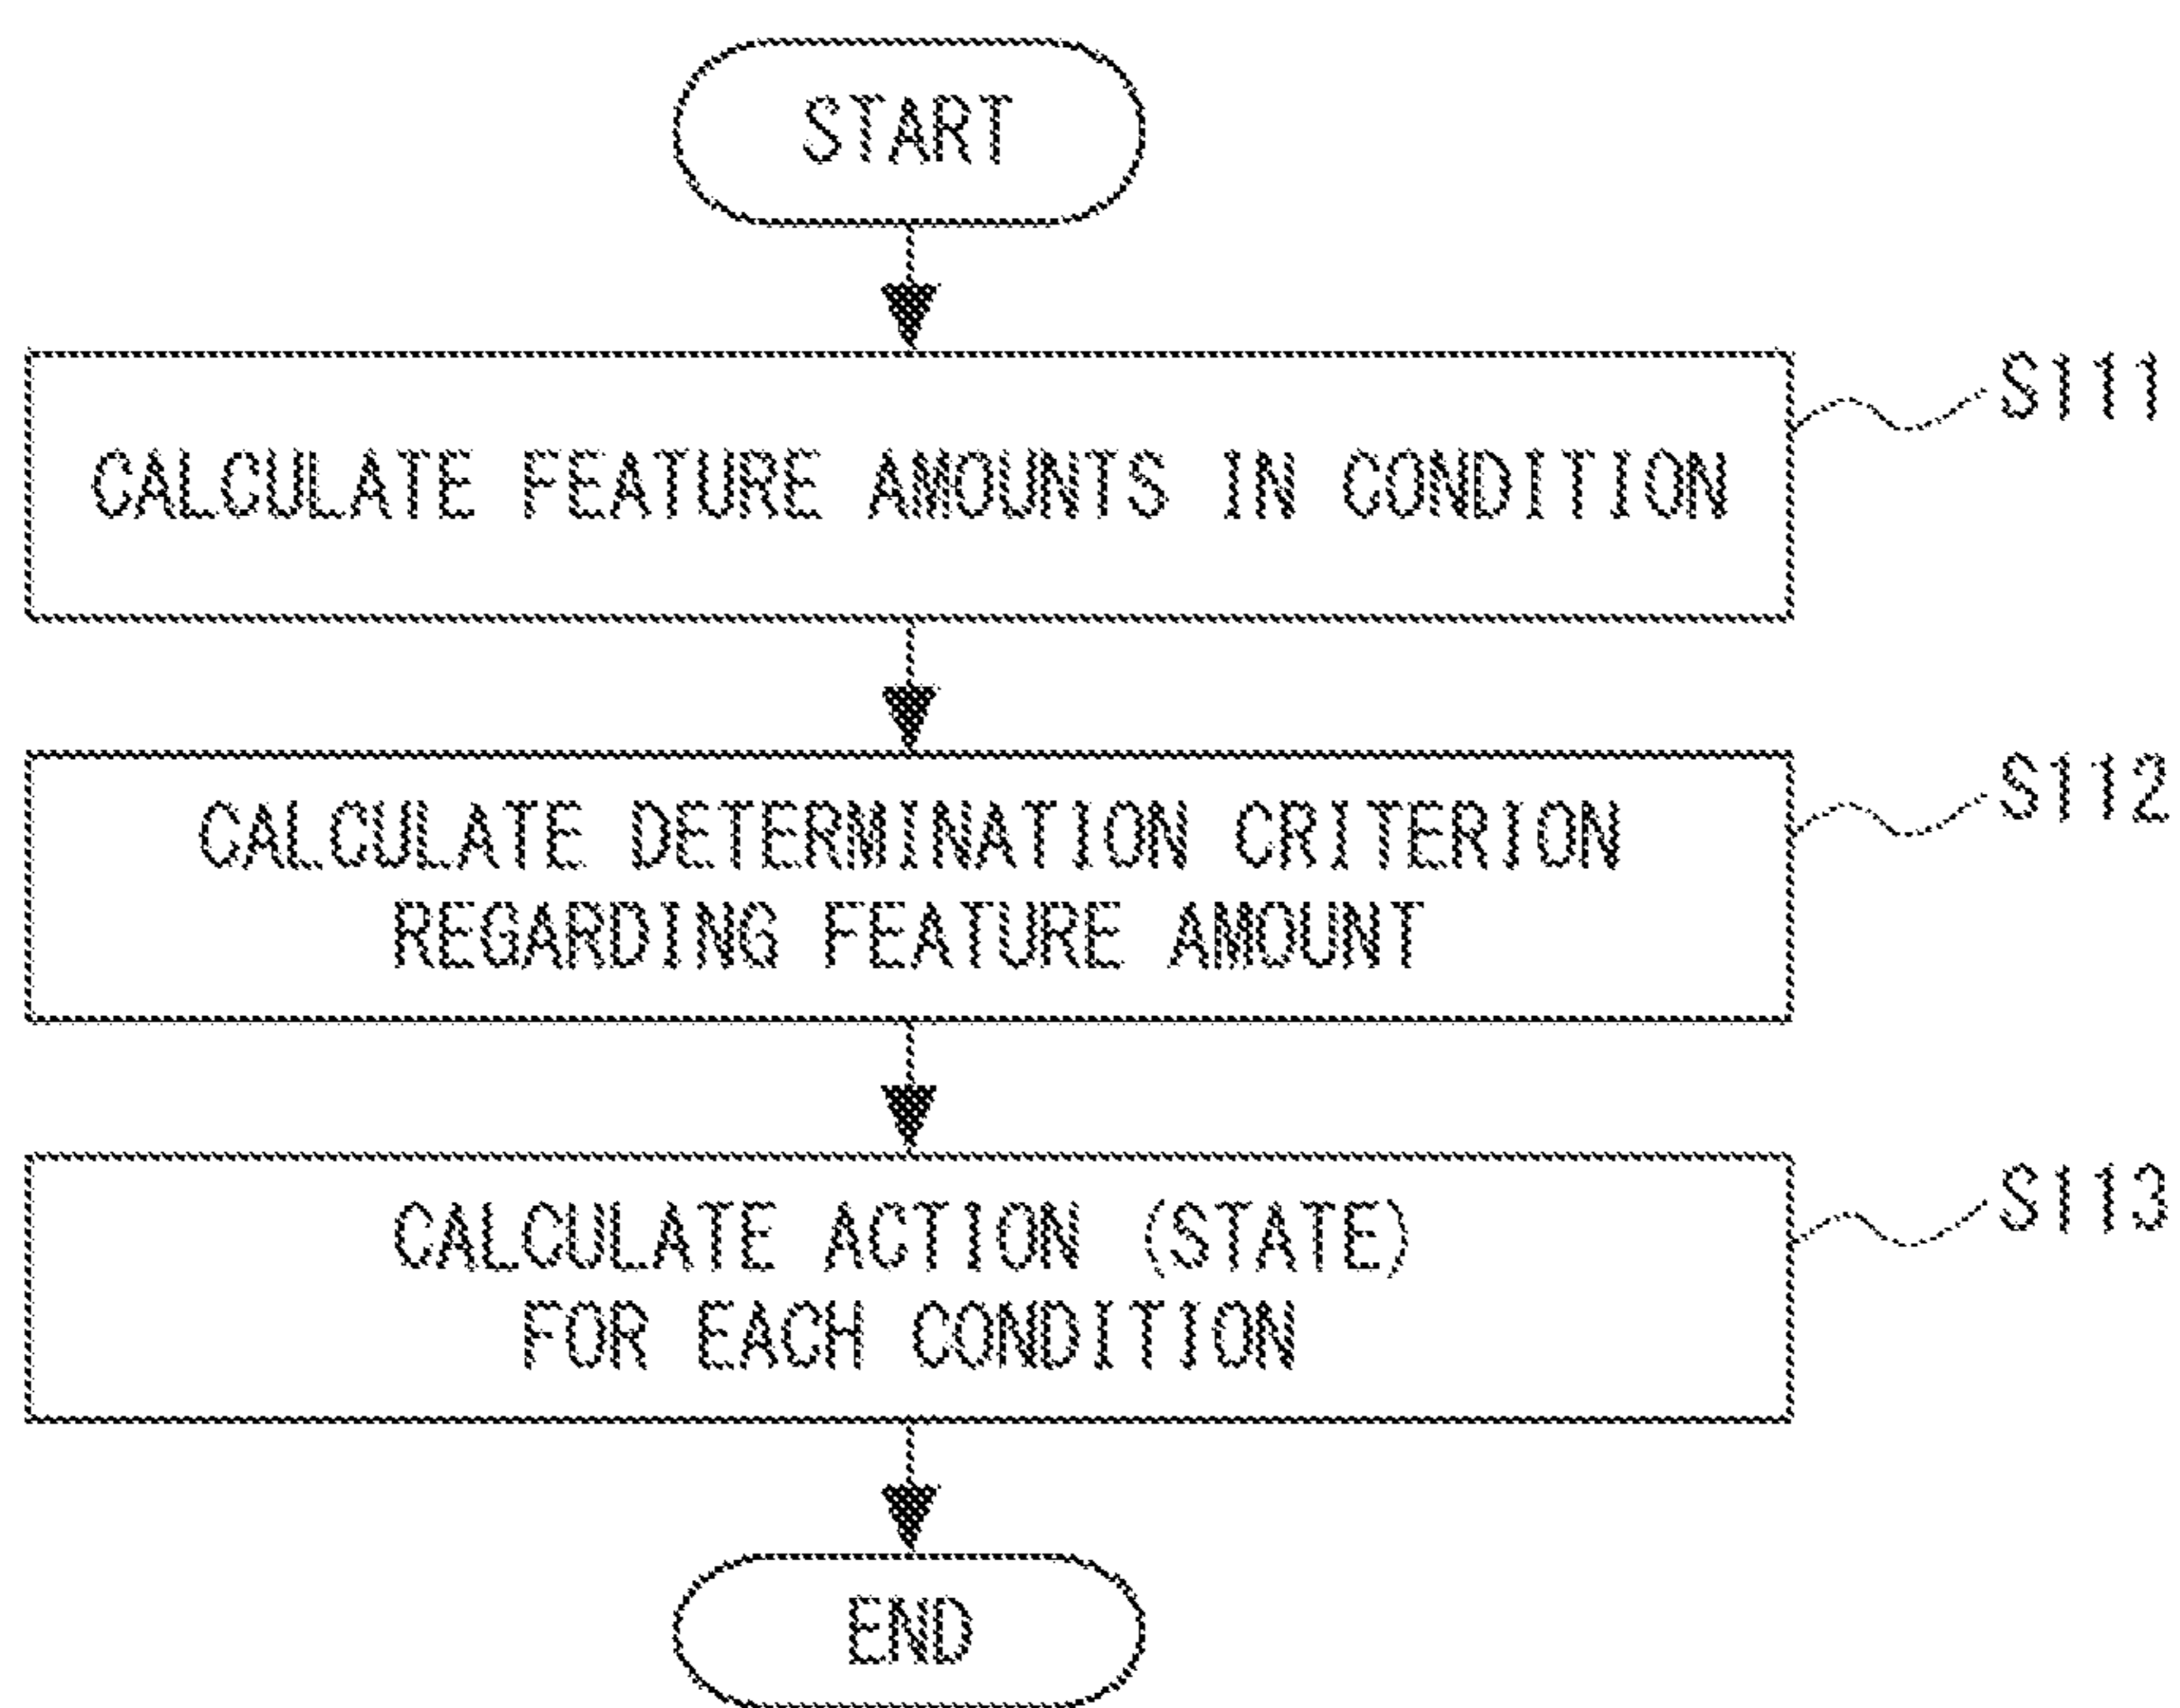 START
CALCULATE FEATURE AMOUNTS IN CONDITION
S111
CALCULATE DETERMINATION CRITERION
REGARDING FEATURE AMOUNT
S112
CALCULATE ACTION (STATE)
FOR EACH CONDITION
S113
END